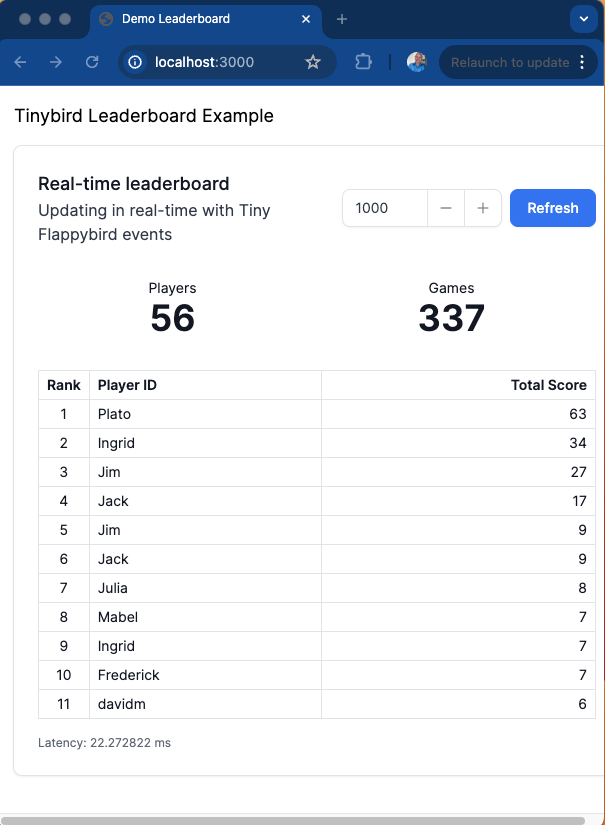 Demo Leaderboard
localhost:3000
Relaunch to update
Tinybird Leaderboard Example
Real-time leaderboard
Updating in real-time with Tiny
Flappybird events
1000
Refresh
Players
56
Games
337
Rank Player ID Total Score
1 Plato 63
2 Ingrid 34
3 Jim 27
4 Jack 17
5 Jim 9
6 Jack 9
7 Julia 8
8 Mabel 7
9 Ingrid 7
10 Frederick 7
11 davidm 6
Latency: 22.272822 ms